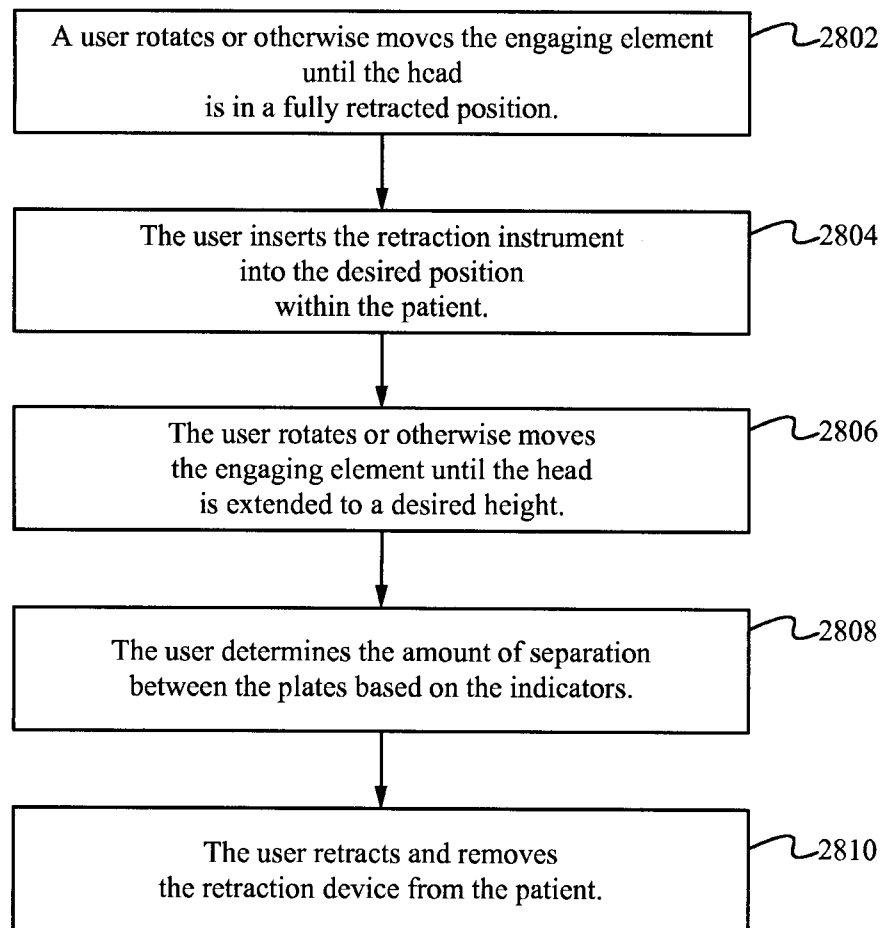 A user rotates or otherwise moves the engaging element
until the head
is in a fully retracted position.
2802
The user inserts the retraction instrument
into the desired position
within the patient.
2804
The user rotates or otherwise moves
the engaging element until the head
is extended to a desired height.
2806
The user determines the amount of separation
between the plates based on the indicators.
2808
The user retracts and removes
the retraction device from the patient.
2810